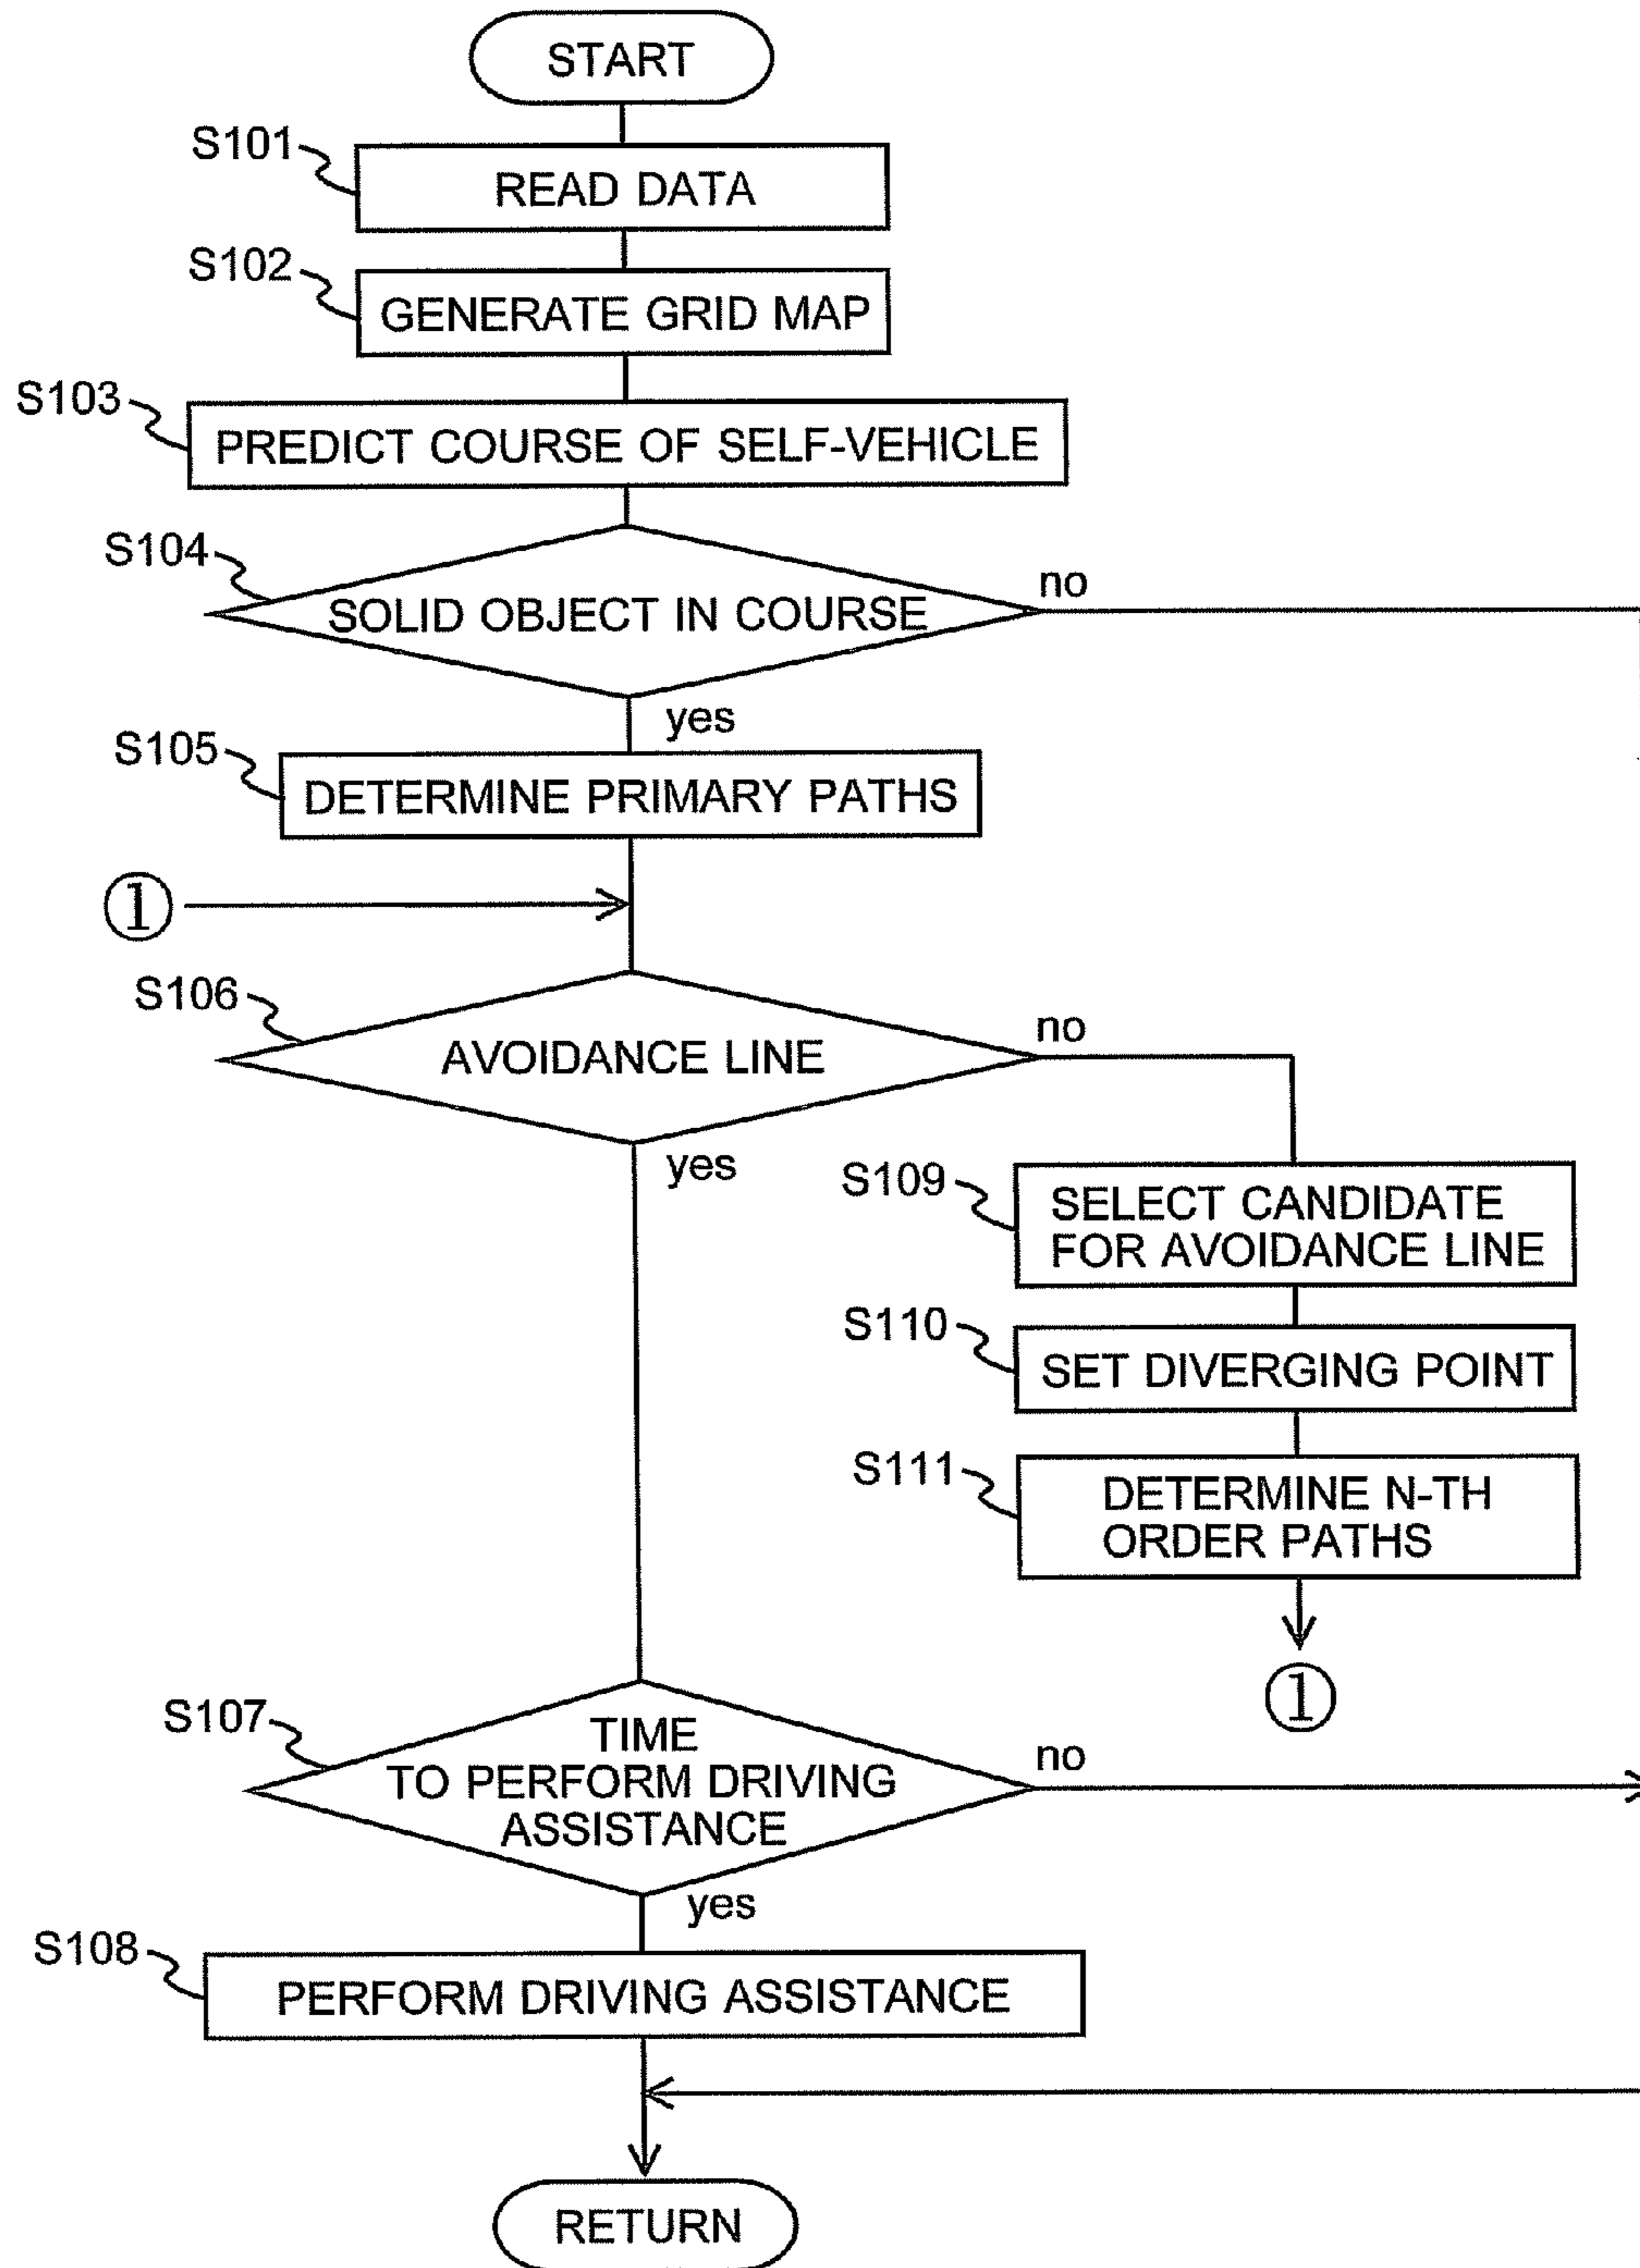 START
S101
READ DATA
S102
GENERATE GRID MAP
S103
PREDICT COURSE OF SELF-VEHICLE
S104
SOLID OBJECT IN COURSE
no
yes
S105
DETERMINE PRIMARY PATHS
①
S106
AVOIDANCE LINE
no
yes
S109
SELECT CANDIDATE
FOR AVOIDANCE LINE
S110
SET DIVERGING POINT
S111
DETERMINE N-TH
ORDER PATHS
①
S107
TIME
TO PERFORM DRIVING
ASSISTANCE
no
yes
S108
PERFORM DRIVING ASSISTANCE
RETURN